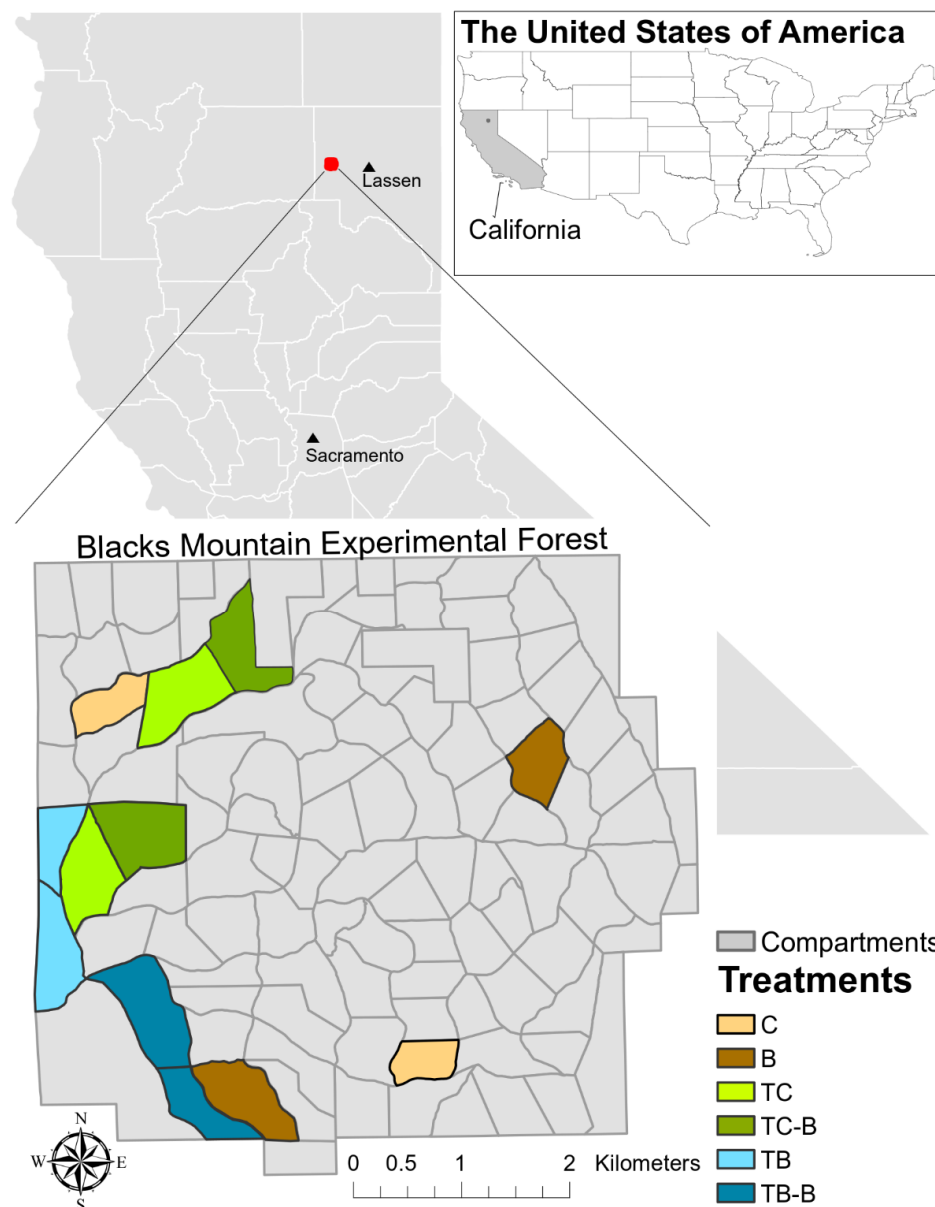 The United States of America
California
Lassen
Sacramento
Blacks Mountain Experimental Forest
Compartments
Treatments
C
B
TC
TC-B
TB
TB-B
N
W E
S
0 0.5 1 2 Kilometers